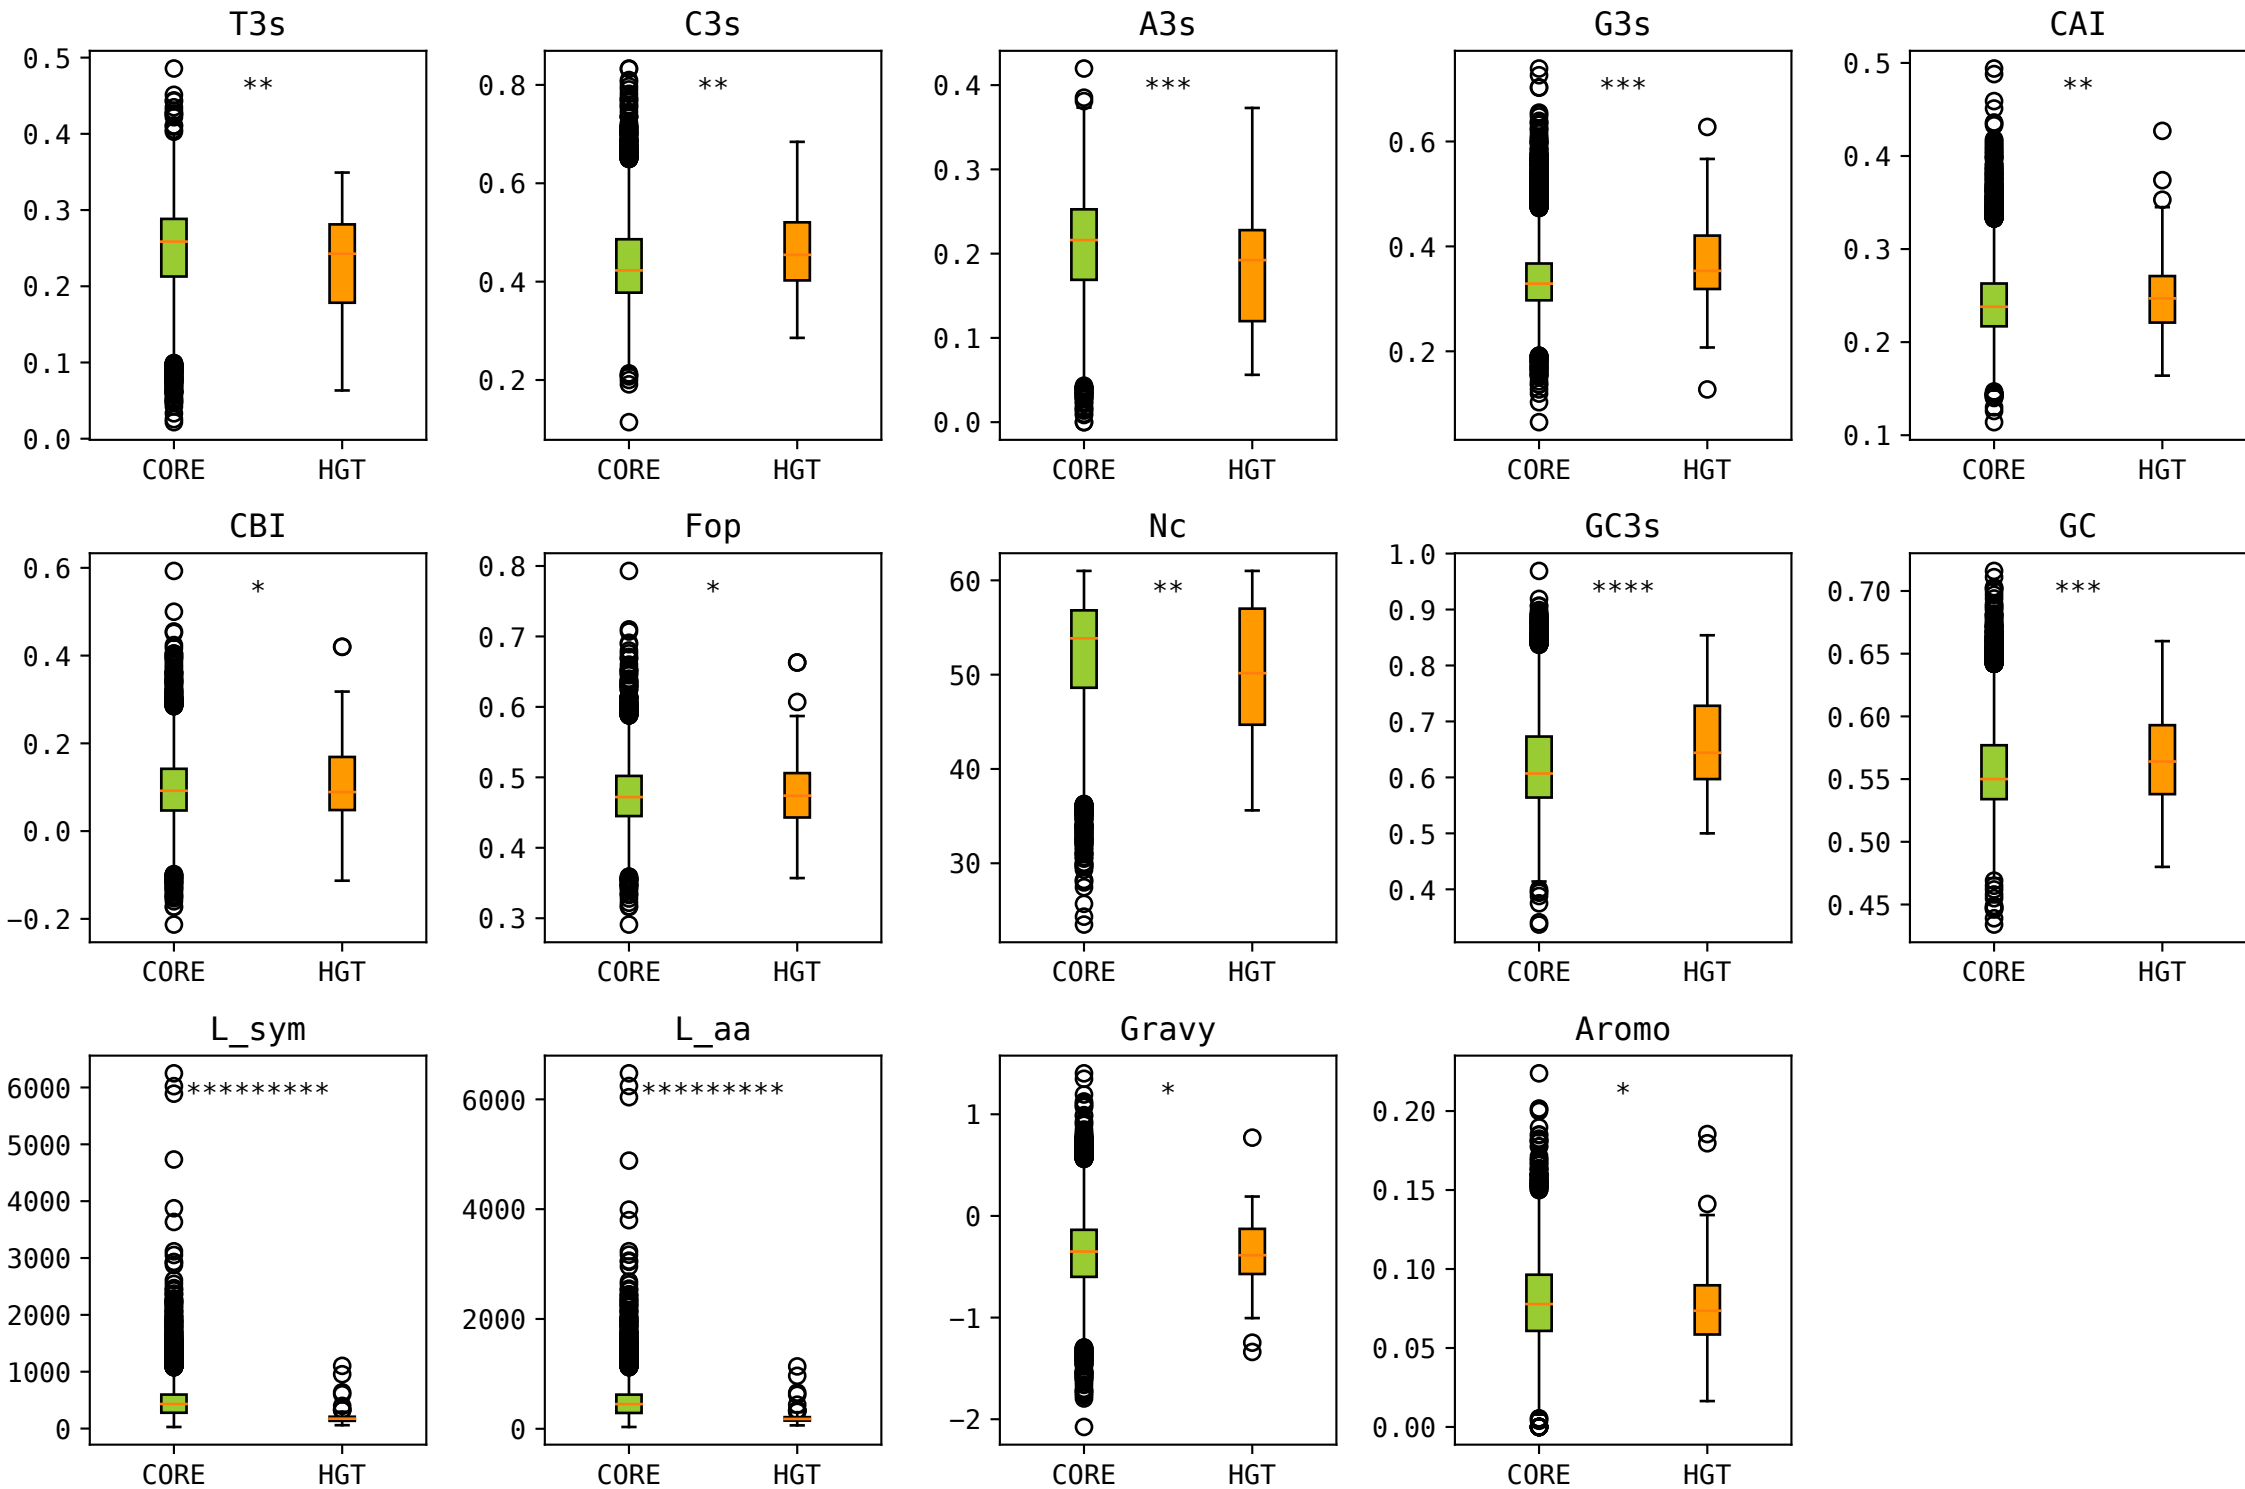 T3s
C3s
A3s
G3s
CAI
0.5
0.4
0.3
0.2
0.1
0.0
**
CORE
HGT
0.8
0.6
0.4
0.2
**
CORE
HGT
0.4
0.3
0.2
0.1
0.0
***
CORE
HGT
0.6
0.4
0.2
***
CORE
HGT
0.5
0.4
0.3
0.2
0.1
**
CORE
HGT
CBI
Fop
Nc
GC3s
GC
0.6
0.4
0.2
0.0
−0.2
*
CORE
HGT
0.8
0.7
0.6
0.5
0.4
0.3
*
CORE
HGT
60
50
40
30
**
CORE
HGT
1.0
0.9
0.8
0.7
0.6
0.5
0.4
****
CORE
HGT
0.70
0.65
0.60
0.55
0.50
0.45
***
CORE
HGT
L_sym
L_aa
Gravy
Aromo
6000
5000
4000
3000
2000
1000
0
*********
CORE
HGT
6000
4000
2000
0
*********
CORE
HGT
1
0
−1
−2
*
CORE
HGT
0.20
0.15
0.10
0.05
0.00
*
CORE
HGT